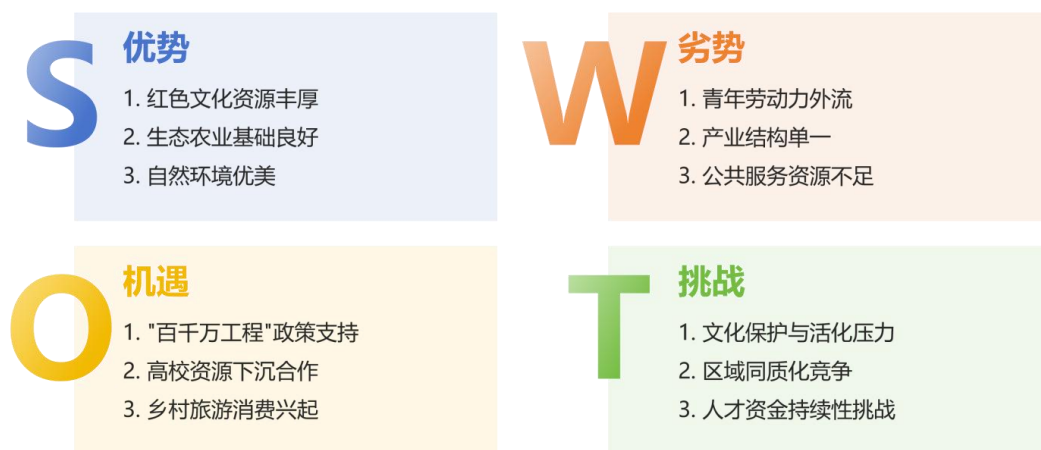 S
优势
1. 红色文化资源丰厚
2. 生态农业基础良好
3. 自然环境优美
W
劣势
1. 青年劳动力外流
2. 产业结构单一
3. 公共服务资源不足
O
机遇
1. "百千万工程"政策支持
2. 高校资源下沉合作
3. 乡村旅游消费兴起
T
挑战
1. 文化保护与活化压力
2. 区域同质化竞争
3. 人才资金持续性挑战